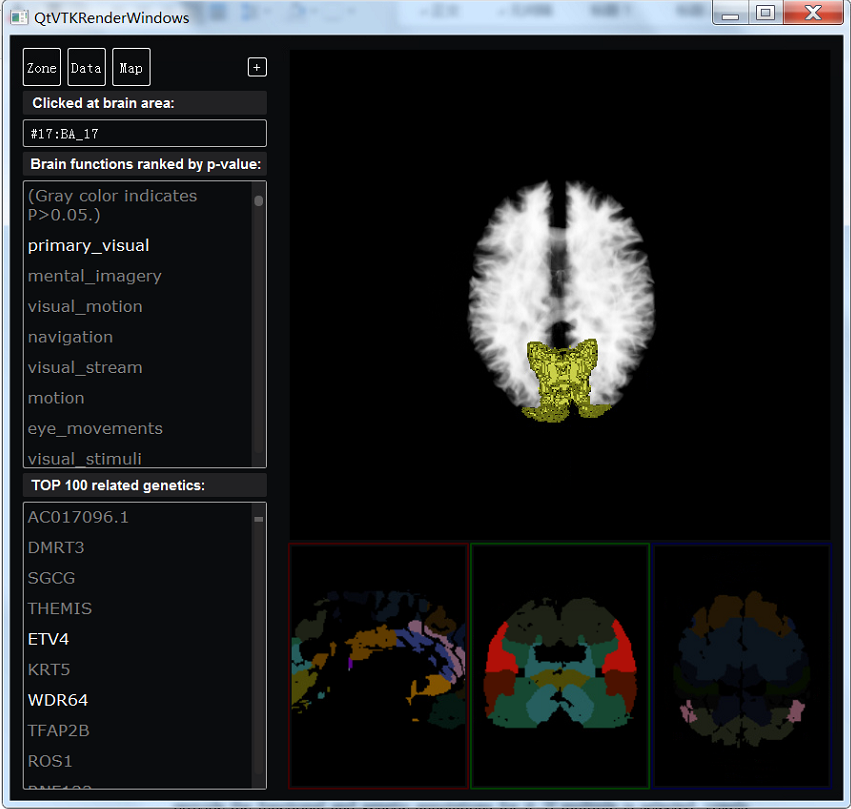 QtVTKRenderWindows
Zone Data Map +
Clicked at brain area:
#17:BA_17
Brain functions ranked by p-value:
(Gray color indicates
P>0.05.)
primary_visual
mental_imagery
visual_motion
navigation
visual_stream
motion
eye_movements
visual_stimuli
TOP 100 related genetics:
AC017096.1
DMRT3
SGCG
THEMIS
ETV4
KRT5
WDR64
TFAP2B
ROS1